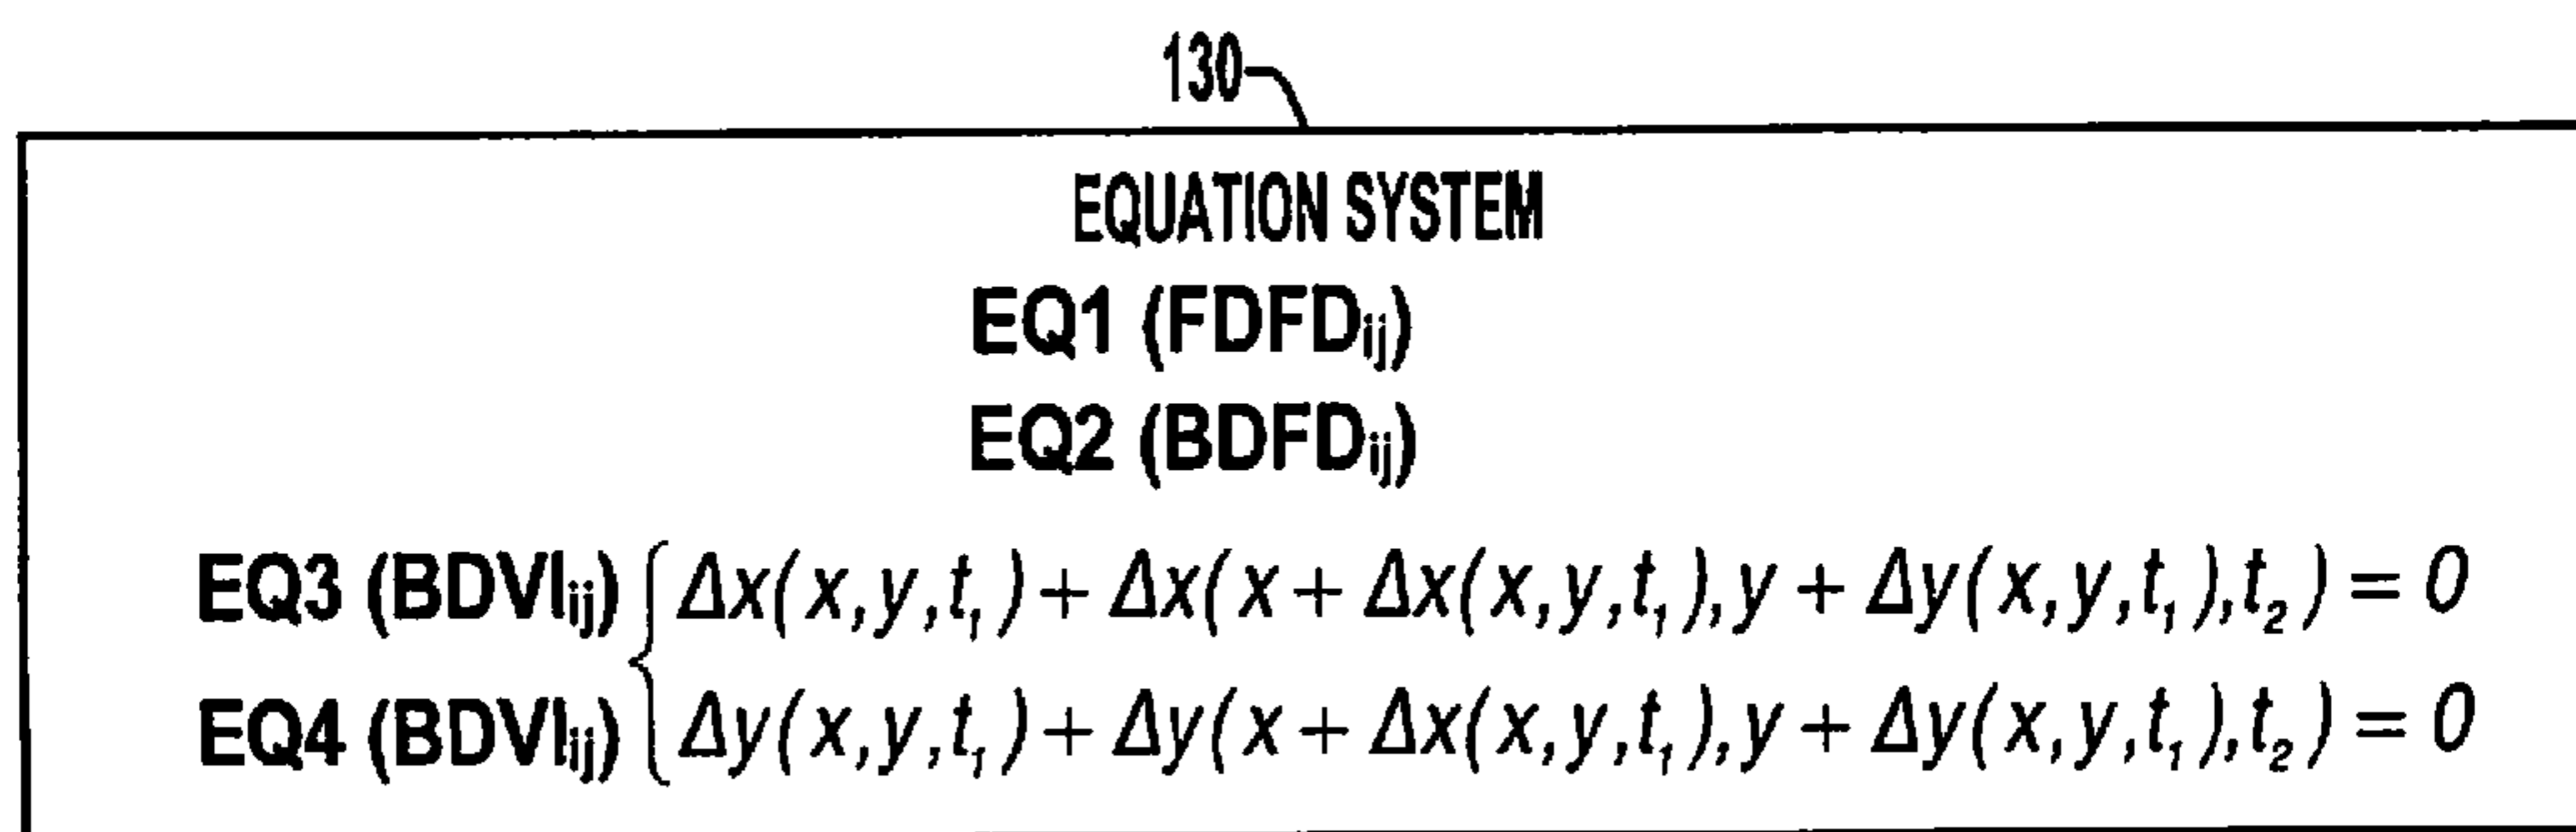 130
EQUATION SYSTEM
EQ1 (FDFDᵢⱼ)
EQ2 (BDFDᵢⱼ)
EQ3 (BDVIᵢⱼ) { Δx(x,y,t₁)+ Δx(x + Δx(x,y,t₁),y + Δy(x,y,t₁),t₂) = 0
EQ4 (BDVIᵢⱼ) { Δy(x,y,t₁)+ Δy(x + Δx(x,y,t₁),y + Δy(x,y,t₁),t₂) = 0